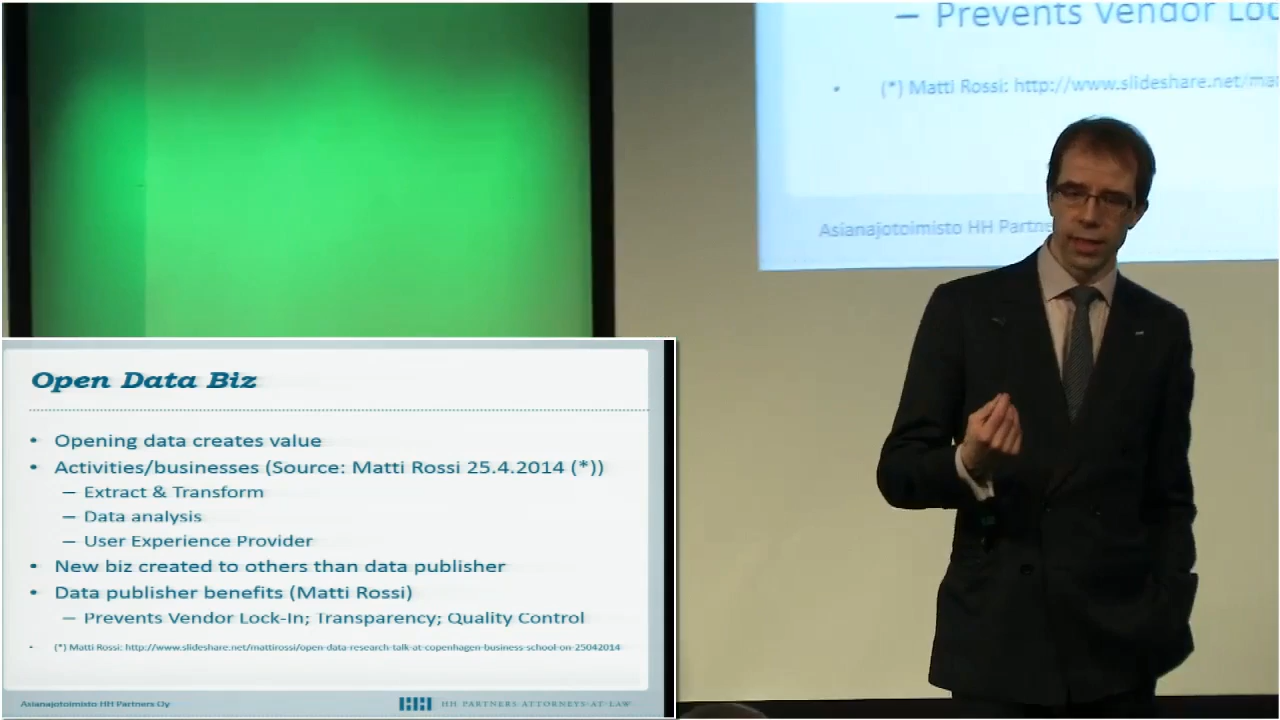 – Prevents Vendor Loc
• (*) Matti Rossi: http://www.slideshare.net/mat
Asianajotoimisto HH Partne
Open Data Biz
• Opening data creates value
• Activities/businesses (Source: Matti Rossi 25.4.2014 (*))
– Extract & Transform
– Data analysis
– User Experience Provider
• New biz created to others than data publisher
• Data publisher benefits (Matti Rossi)
– Prevents Vendor Lock-In; Transparency; Quality Control
• (*) Matti Rossi: http://www.slideshare.net/mattirossi/open-data-research-talk-at-copenhagen-business-school-on-25042014
Asianajotoimisto HH Partners Oy
HH PARTNERS ATTORNEYS-AT-LAW